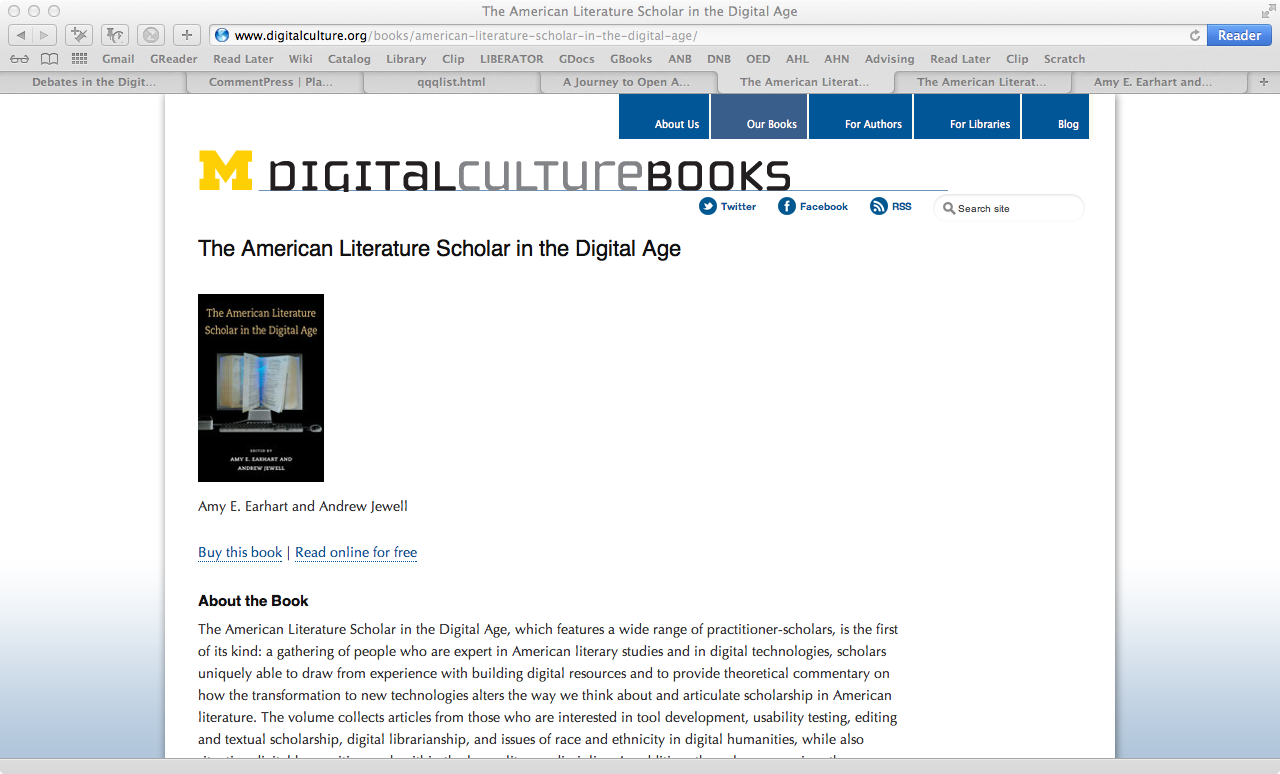 The American Literature Scholar in the Digital Age
www.digitalculture.org/books/american-literature-scholar-in-the-digital-age/
Reader
Gmail GReader Read Later Wiki Catalog Library Clip LIBERATOR GDocs GBooks ANB DNB OED AHL AHN Advising Read Later Clip Scratch
Debates in the Digit... CommentPress | Pla... qqqlist.html A Journey to Open A... The American Literat... The American Literat... Amy E. Earhart and...
About Us Our Books For Authors For Libraries Blog
M DIGITALCULTUreBOOKS
Twitter Facebook RSS Search site
The American Literature Scholar in the Digital Age
The American Literature
Scholar in the Digital Age
EDITED BY
AMY E. EARHART AND
ANDREW JEWELL
Amy E. Earhart and Andrew Jewell
Buy this book | Read online for free
About the Book
The American Literature Scholar in the Digital Age, which features a wide range of practitioner-scholars, is the first
of its kind: a gathering of people who are expert in American literary studies and in digital technologies, scholars
uniquely able to draw from experience with building digital resources and to provide theoretical commentary on
how the transformation to new technologies alters the way we think about and articulate scholarship in American
literature. The volume collects articles from those who are interested in tool development, usability testing, editing
and textual scholarship, digital librarianship, and issues of race and ethnicity in digital humanities, while also